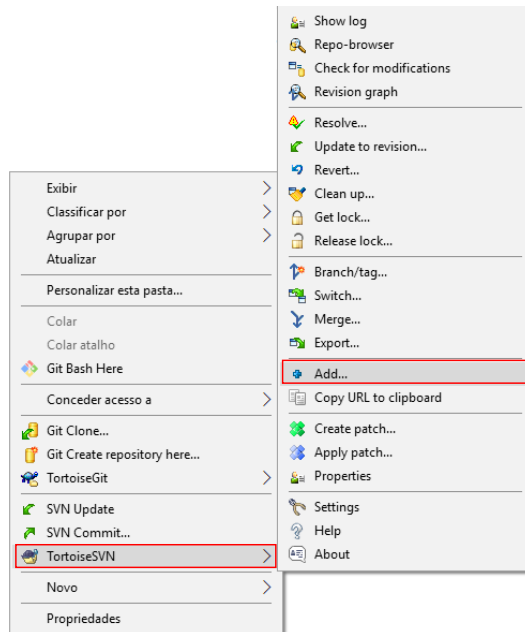 Show log
Repo-browser
Check for modifications
Revision graph
Resolve...
Update to revision...
Revert...
Clean up...
Get lock...
Release lock...
Branch/tag...
Switch...
Merge...
Export...
Add...
Copy URL to clipboard
Create patch...
Apply patch...
Properties
Settings
Help
About
Exibir
Classificar por
Agrupar por
Atualizar
Personalizar esta pasta...
Colar
Colar atalho
Git Bash Here
Conceder acesso a
Git Clone...
Git Create repository here...
TortoiseGit
SVN Update
SVN Commit...
TortoiseSVN
Novo
Propriedades